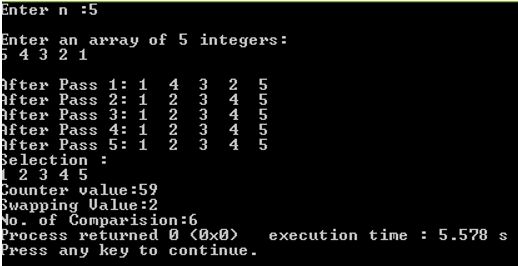 Enter n :5
Enter an array of 5 integers:
5 4 3 2 1
After Pass 1: 1 4 3 2 5
After Pass 2: 1 2 3 4 5
After Pass 3: 1 2 3 4 5
After Pass 4: 1 2 3 4 5
After Pass 5: 1 2 3 4 5
Selection :
1 2 3 4 5
Counter value:59
Swapping Value:2
No. of Comparision:6
Process returned 0 (0x0) execution time : 5.578 s
Press any key to continue.